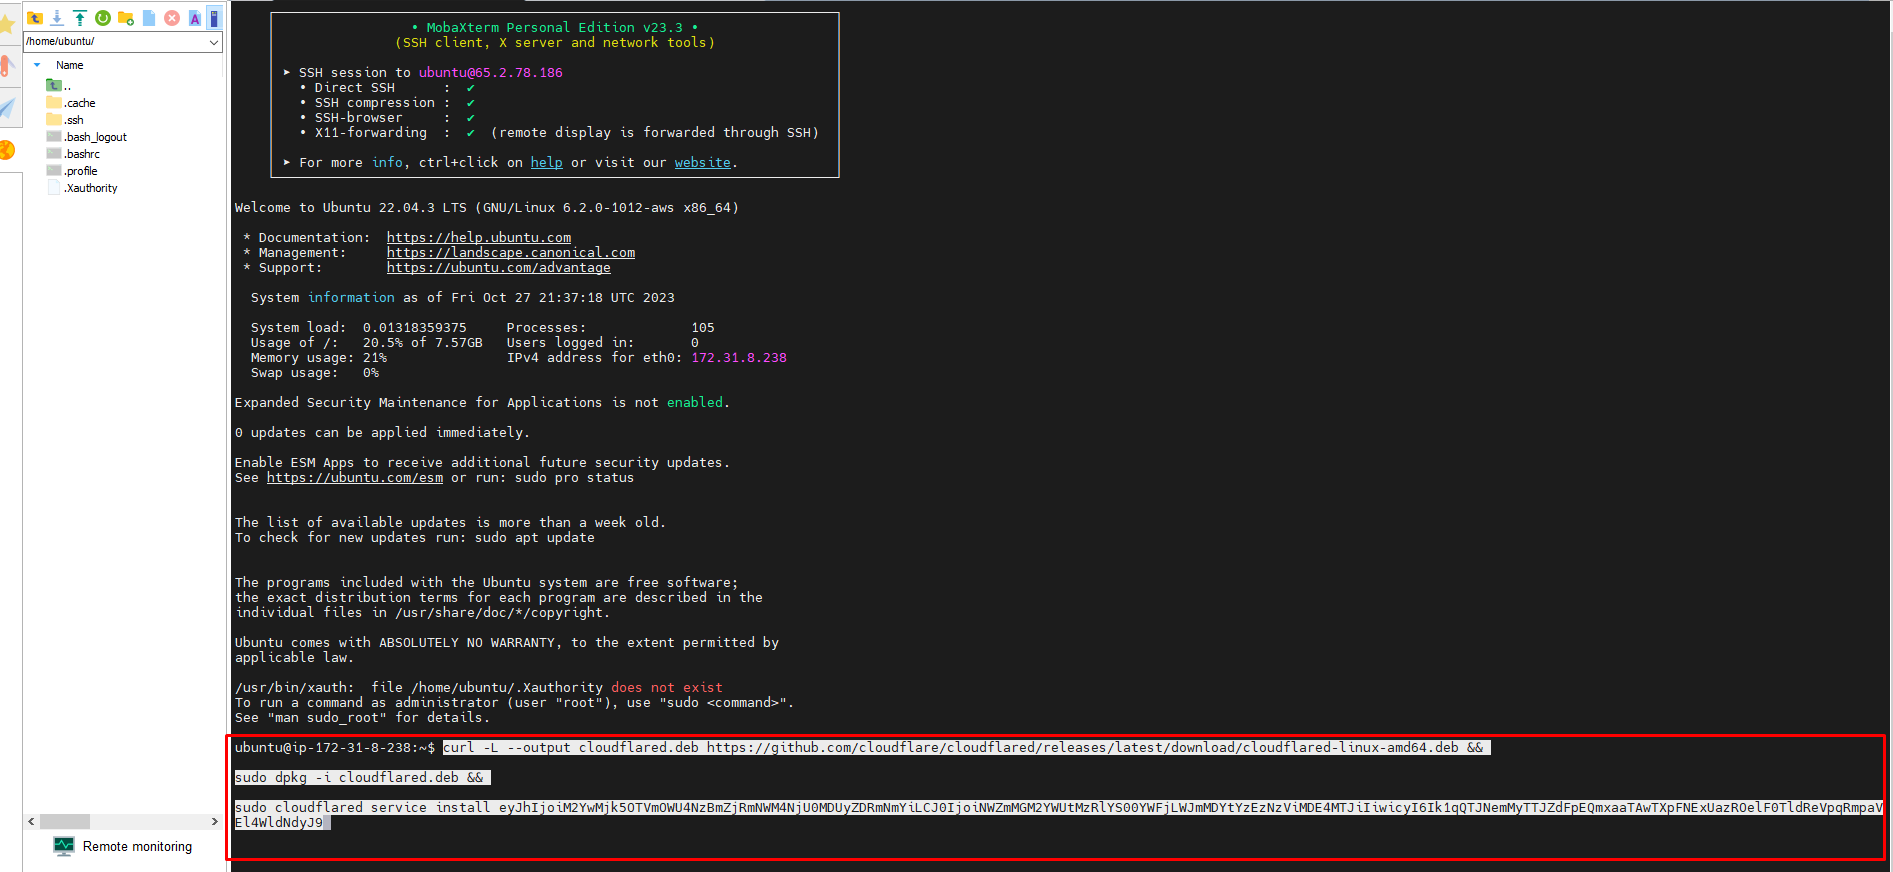 /home/ubuntu/
Name
..
.cache
.ssh
.bash_logout
.bashrc
.profile
.Xauthority
Remote monitoring
• MobaXterm Personal Edition v23.3 •
(SSH client, X server and network tools)
➤ SSH session to ubuntu@65.2.78.186
• Direct SSH : ✔
• SSH compression : ✔
• SSH-browser : ✔
• X11-forwarding : ✔ (remote display is forwarded through SSH)
➤ For more info, ctrl+click on help or visit our website.
Welcome to Ubuntu 22.04.3 LTS (GNU/Linux 6.2.0-1012-aws x86_64)
* Documentation: https://help.ubuntu.com
* Management: https://landscape.canonical.com
* Support: https://ubuntu.com/advantage
System information as of Fri Oct 27 21:37:18 UTC 2023
System load: 0.01318359375 Processes: 105
Usage of /: 20.5% of 7.57GB Users logged in: 0
Memory usage: 21% IPv4 address for eth0: 172.31.8.238
Swap usage: 0%
Expanded Security Maintenance for Applications is not enabled.
0 updates can be applied immediately.
Enable ESM Apps to receive additional future security updates.
See https://ubuntu.com/esm or run: sudo pro status
The list of available updates is more than a week old.
To check for new updates run: sudo apt update
The programs included with the Ubuntu system are free software;
the exact distribution terms for each program are described in the
individual files in /usr/share/doc/*/copyright.
Ubuntu comes with ABSOLUTELY NO WARRANTY, to the extent permitted by
applicable law.
/usr/bin/xauth: file /home/ubuntu/.Xauthority does not exist
To run a command as administrator (user "root"), use "sudo <command>".
See "man sudo_root" for details.
ubuntu@ip-172-31-8-238:~$ curl -L --output cloudflared.deb https://github.com/cloudflare/cloudflared/releases/latest/download/cloudflared-linux-amd64.deb &&
sudo dpkg -i cloudflared.deb &&
sudo cloudflared service install